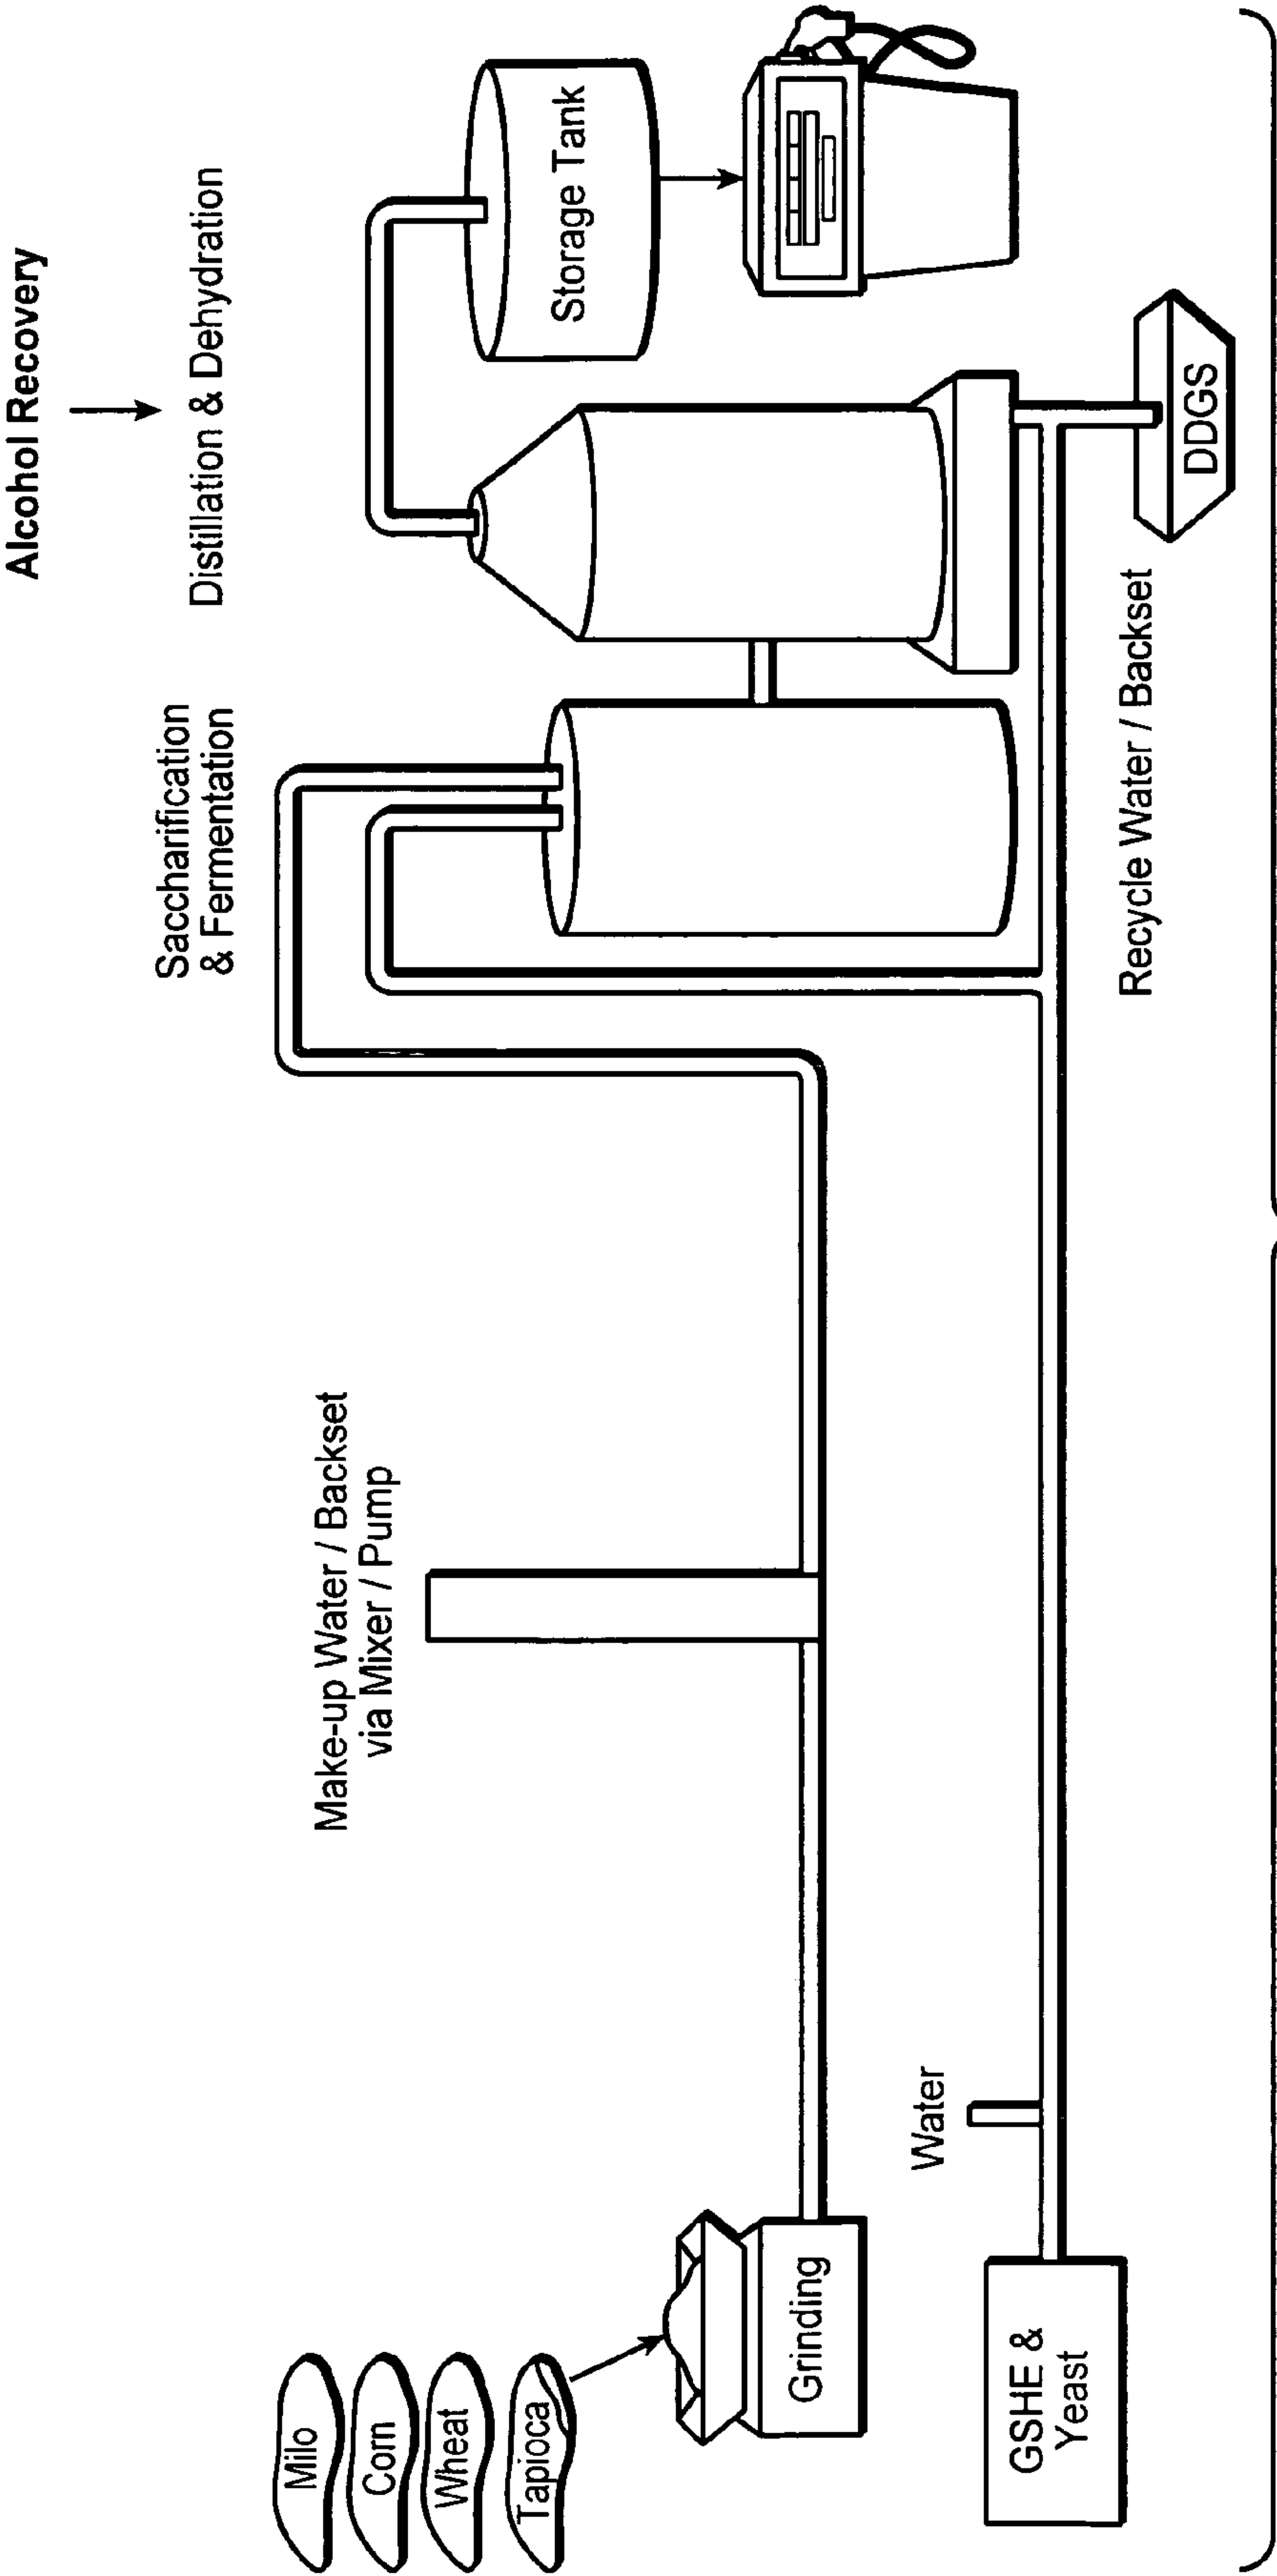 Alcohol Recovery
Distillation & Dehydration
Saccharification
& Fermentation
Make-up Water / Backset
via Mixer / Pump
Milo
Corn
Wheat
Tapioca
Grinding
Storage Tank
Water
GSHE &
Yeast
Recycle Water / Backset
DDGS